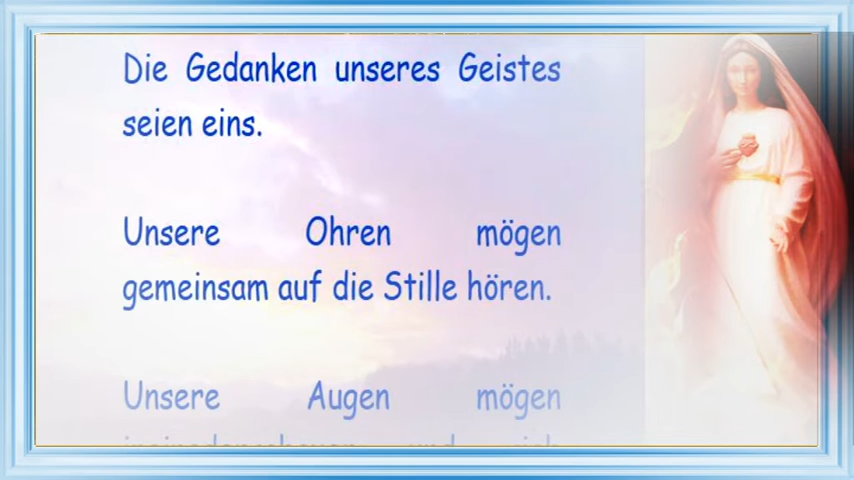 Die Gedanken unseres Geistes
seien eins.
Unsere Ohren mögen
gemeinsam auf die Stille hören.
Unsere Augen mögen